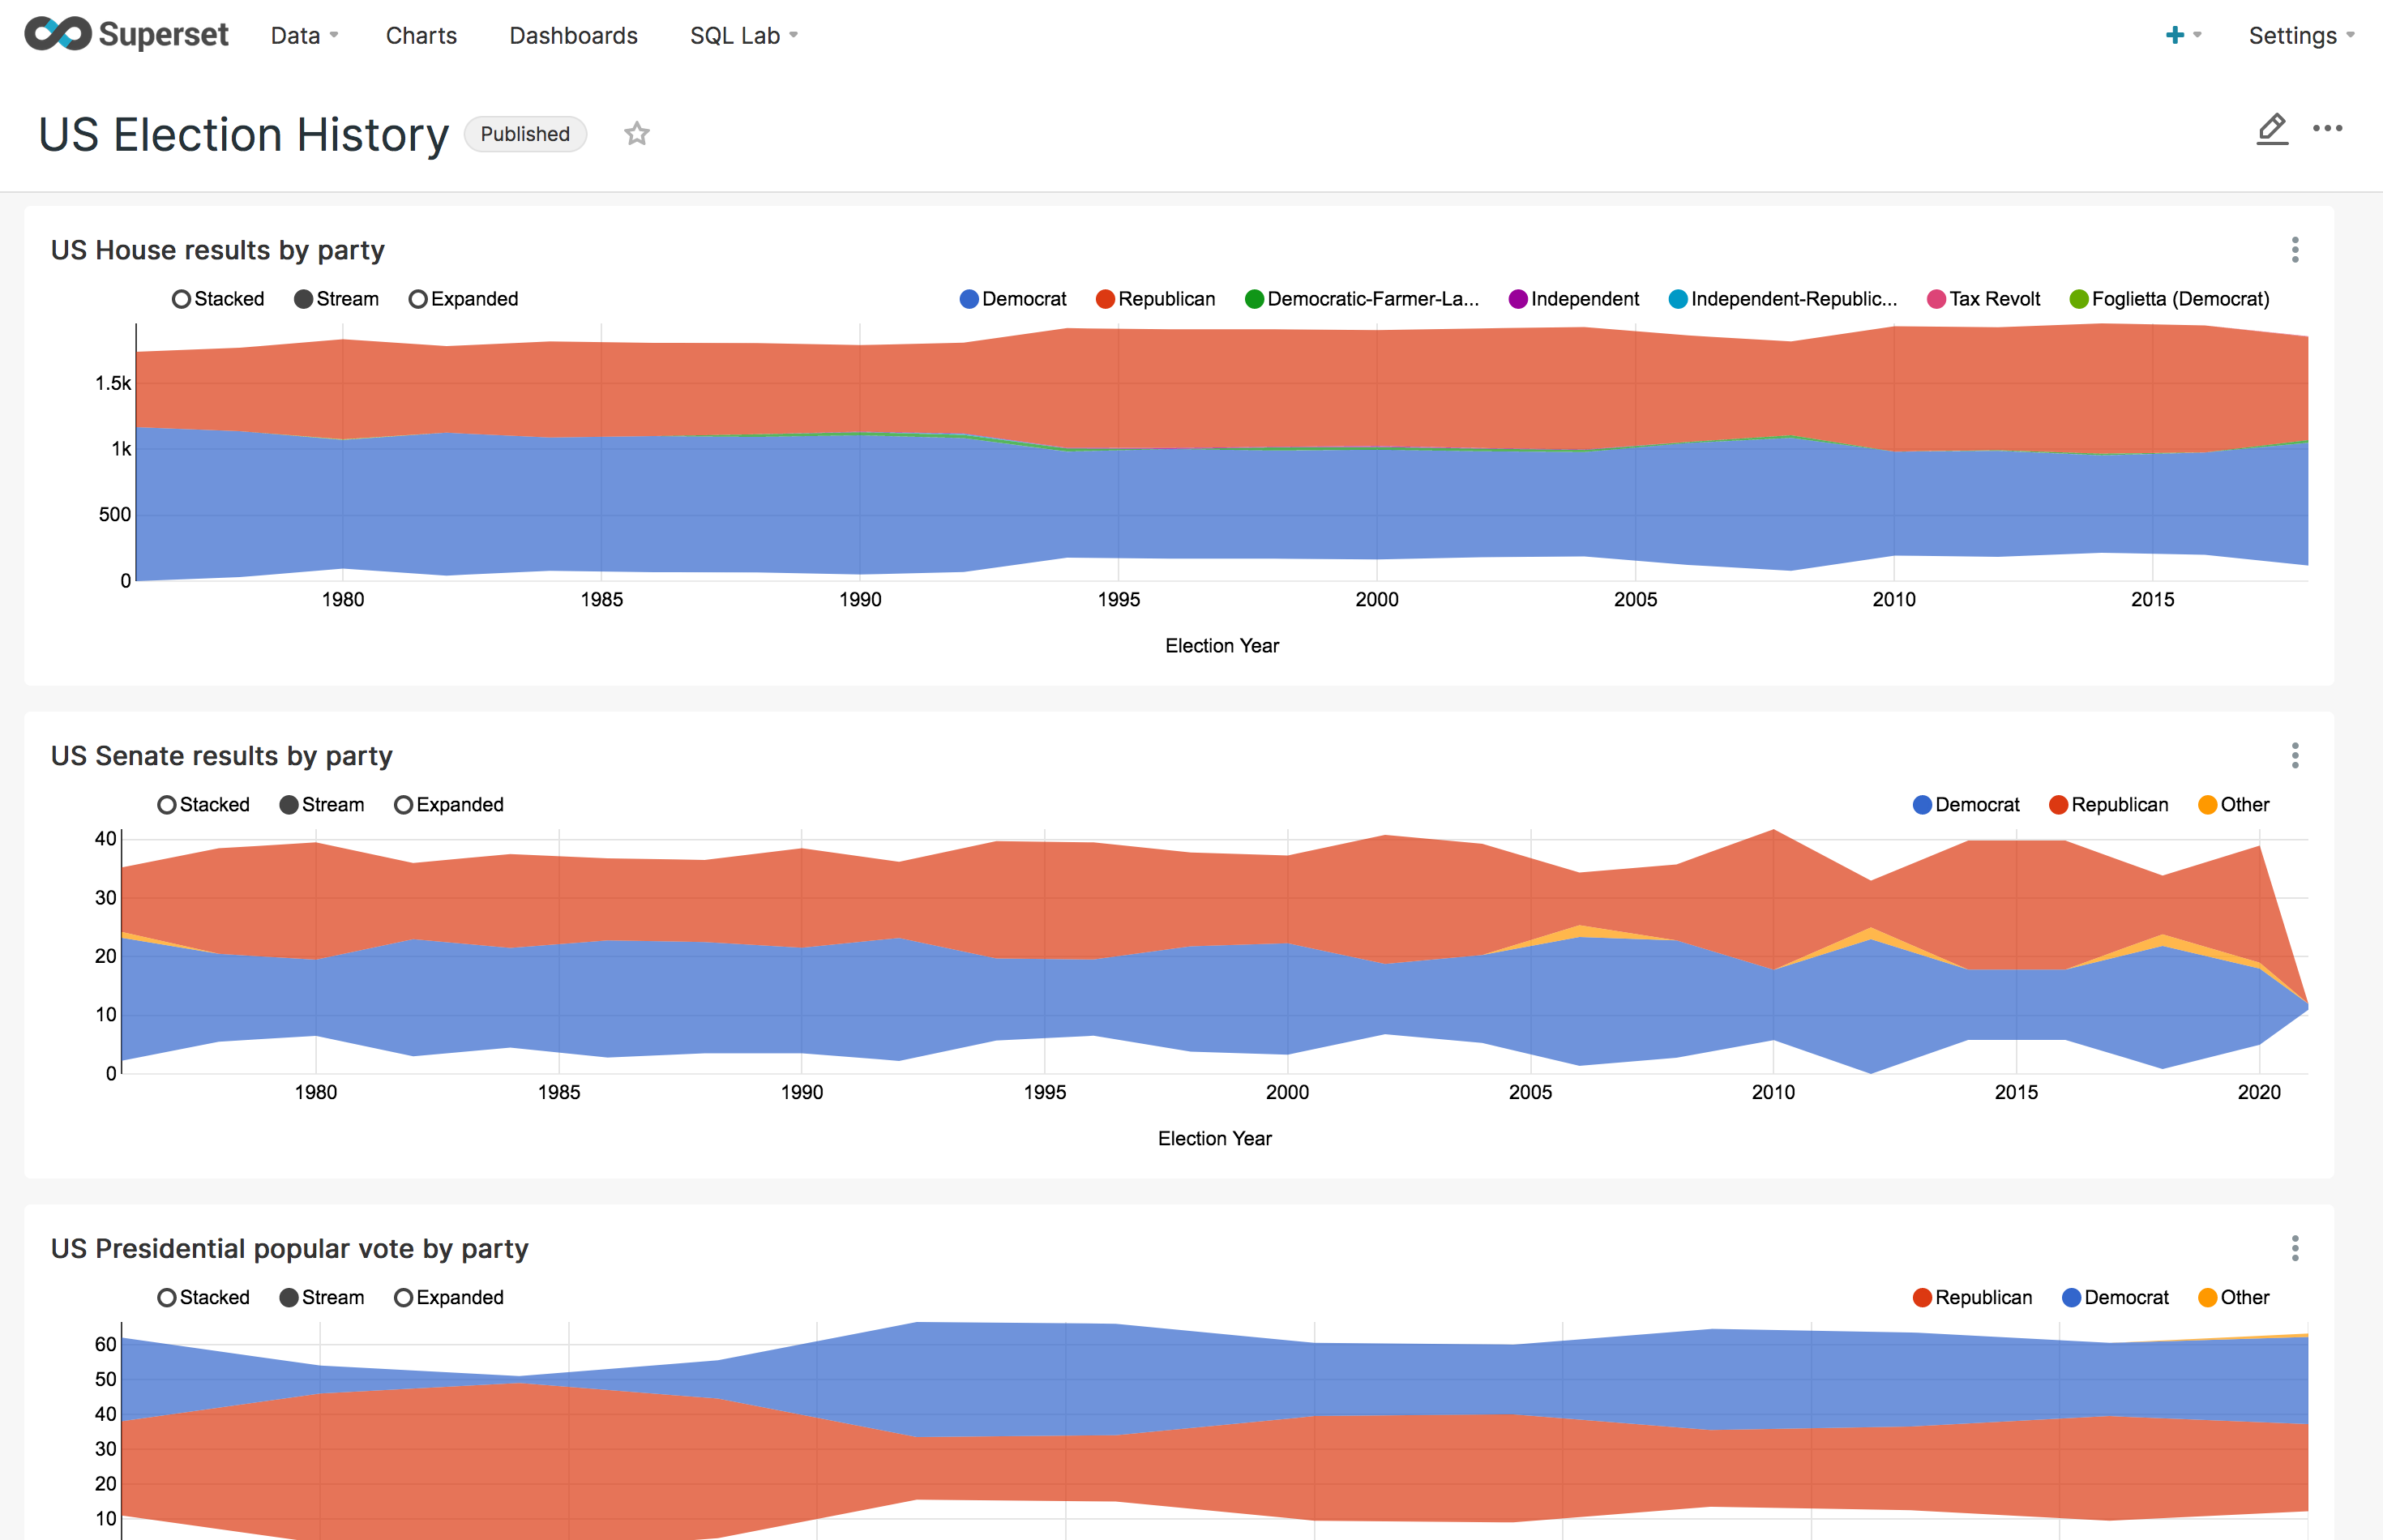 Superset Data Charts Dashboards SQL Lab + Settings
US Election History Published
US House results by party
Stacked Stream Expanded Democrat Republican Democratic-Farmer-La... Independent Independent-Republic... Tax Revolt Foglietta (Democrat)
1.5k
1k
500
0
1980 1985 1990 1995 2000 2005 2010 2015
Election Year
US Senate results by party
Stacked Stream Expanded Democrat Republican Other
40
30
20
10
0
1980 1985 1990 1995 2000 2005 2010 2015 2020
Election Year
US Presidential popular vote by party
Stacked Stream Expanded Republican Democrat Other
60
50
40
30
20
10